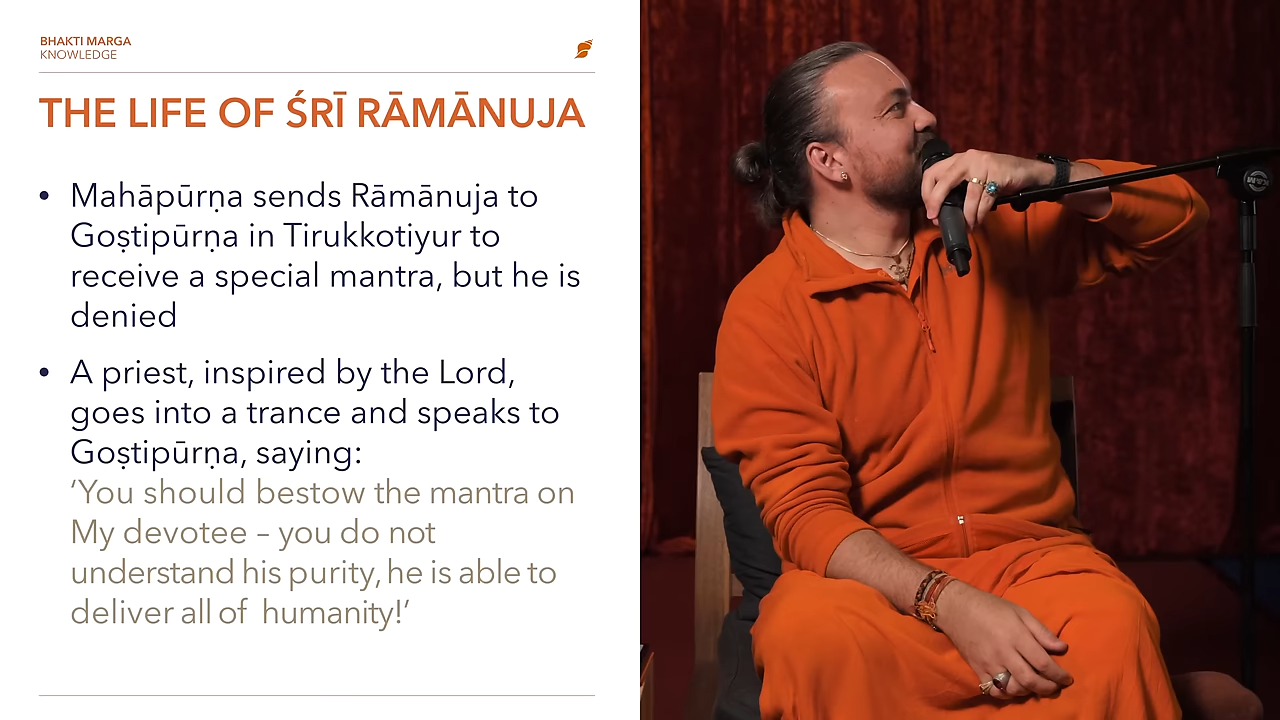 BHAKTI MARGA
KNOWLEDGE
THE LIFE OF ŚRĪ RĀMĀNUJA
• Mahāpūrṇa sends Rāmānuja to
Goṣtipūrṇa in Tirukkotiyur to
receive a special mantra, but he is
denied
• A priest, inspired by the Lord,
goes into a trance and speaks to
Goṣtipūrṇa, saying:
‘You should bestow the mantra on
My devotee – you do not
understand his purity, he is able to
deliver all of  humanity!’
K&M